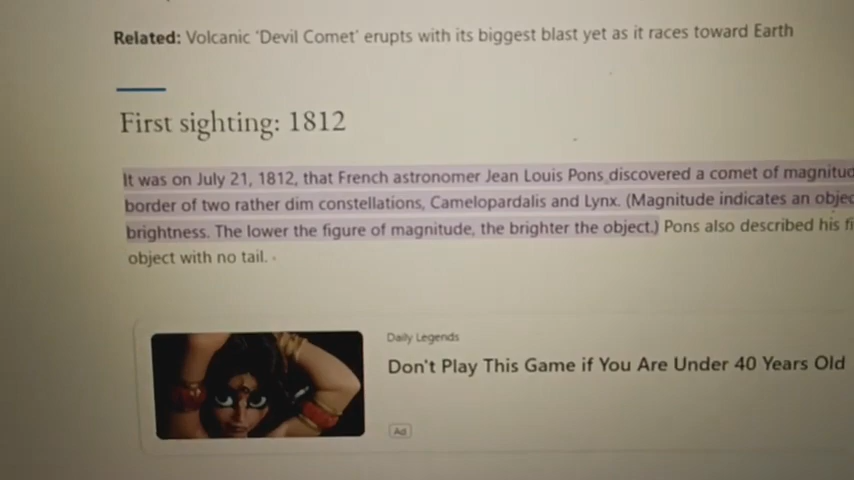 Related: Volcanic 'Devil Comet' erupts with its biggest blast yet as it races toward Earth
First sighting: 1812
It was on July 21, 1812, that French astronomer Jean Louis Pons discovered a comet of
border of two rather dim constellations, Camelopardalis and Lynx. (Magnitude indicates an
brightness. The lower the figure of magnitude, the brighter the object.) Pons also described his
object with no tail.
Daily Legends
Don't Play This Game if You Are Under 40 Years Old
Ad